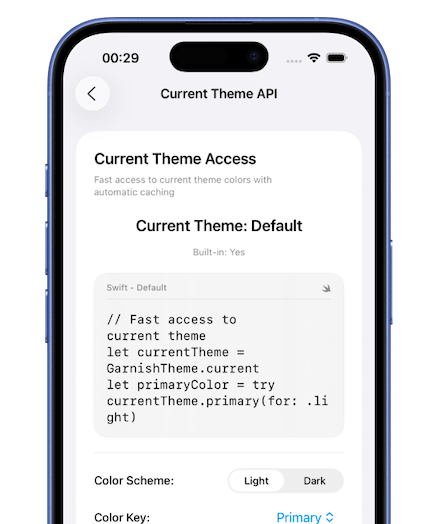 00:29
Current Theme API
Current Theme Access
Fast access to current theme colors with
automatic caching
Current Theme: Default
Built-in: Yes
Swift - Default
// Fast access to
current theme
let currentTheme =
GarnishTheme.current
let primaryColor = try
currentTheme.primary(for: .li
ght)
Color Scheme:
Light
Dark
Color Key:
Primary